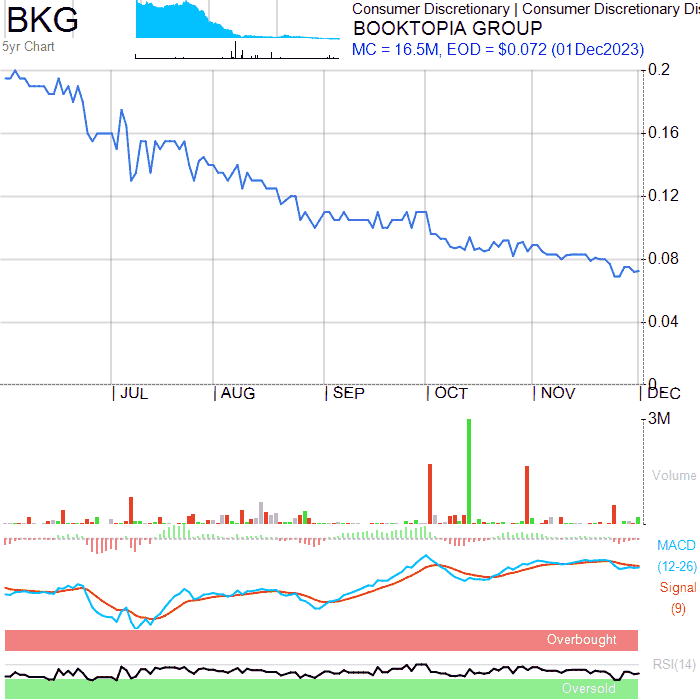 BKG
Consumer Discretionary | Consumer Discretionary Dis
BOOKTOPIA GROUP
5yr Chart
MC = 16.5M, EOD = $0.072 (01Dec2023)
0.2
0.16
0.12
0.08
0.04
0
| JUL | AUG | SEP | OCT | NOV | DEC
3M
Volume
MACD
(12-26)
Signal
(9)
Overbought
RSI(14)
Oversold